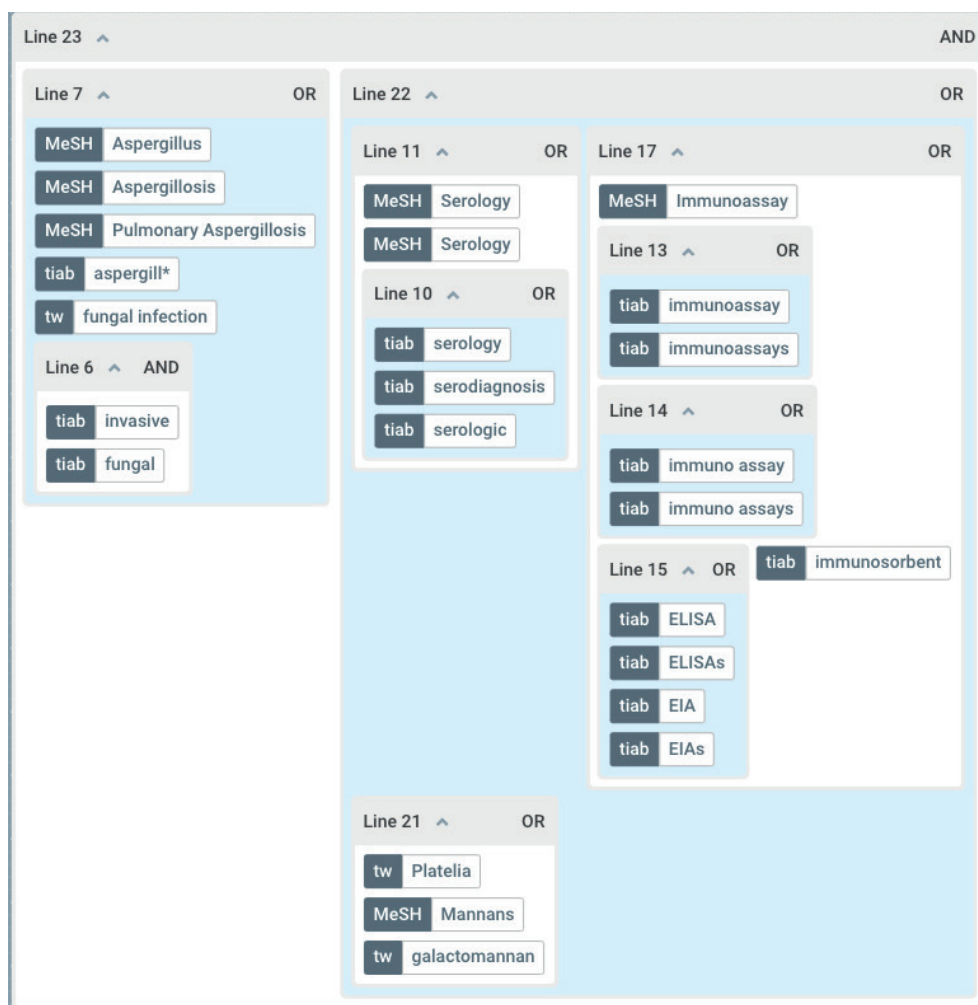 Line 23 AND
Line 7 OR
MeSH Aspergillus
MeSH Aspergillosis
MeSH Pulmonary Aspergillosis
tiab aspergill*
tw fungal infection
Line 6 AND
tiab invasive
tiab fungal
Line 22 OR
Line 11 OR
MeSH Serology
MeSH Serology
Line 10 OR
tiab serology
tiab serodiagnosis
tiab serologic
Line 17 OR
MeSH Immunoassay
Line 13 OR
tiab immunoassay
tiab immunoassays
Line 14 OR
tiab immuno assay
tiab immuno assays
Line 15 OR
tiab ELISA
tiab ELISAs
tiab EIA
tiab EIAs
tiab immunosorbent
Line 21 OR
tw Platelia
MeSH Mannans
tw galactomannan